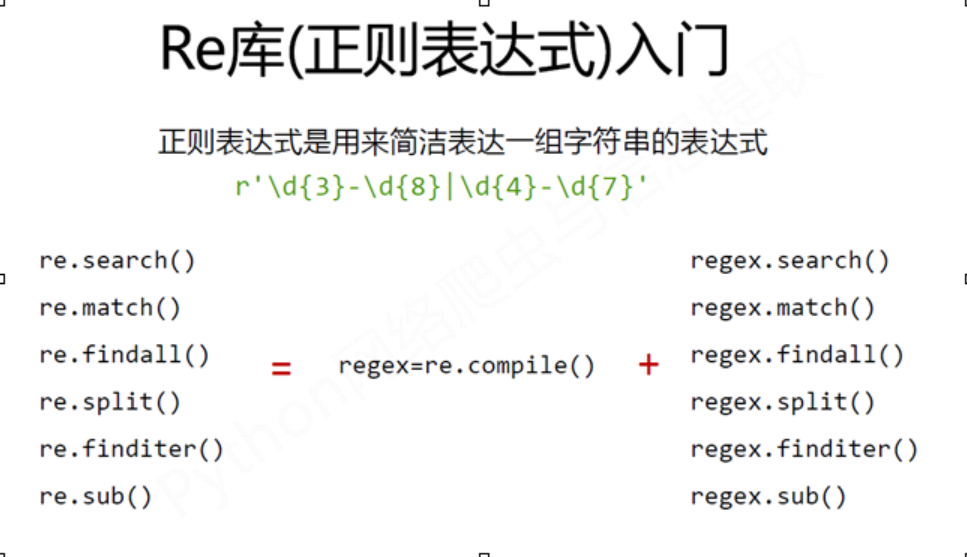 Re库(正则表达式)入门
正则表达式是用来简洁表达一组字符串的表达式
r'\d{3}-\d{8}|\d{4}-\d{7}'
re.search()
re.match()
re.findall()
re.split()
re.finditer()
re.sub()
=
regex=re.compile()
+
regex.search()
regex.match()
regex.findall()
regex.split()
regex.finditer()
regex.sub()
Python网络爬虫与信息提取